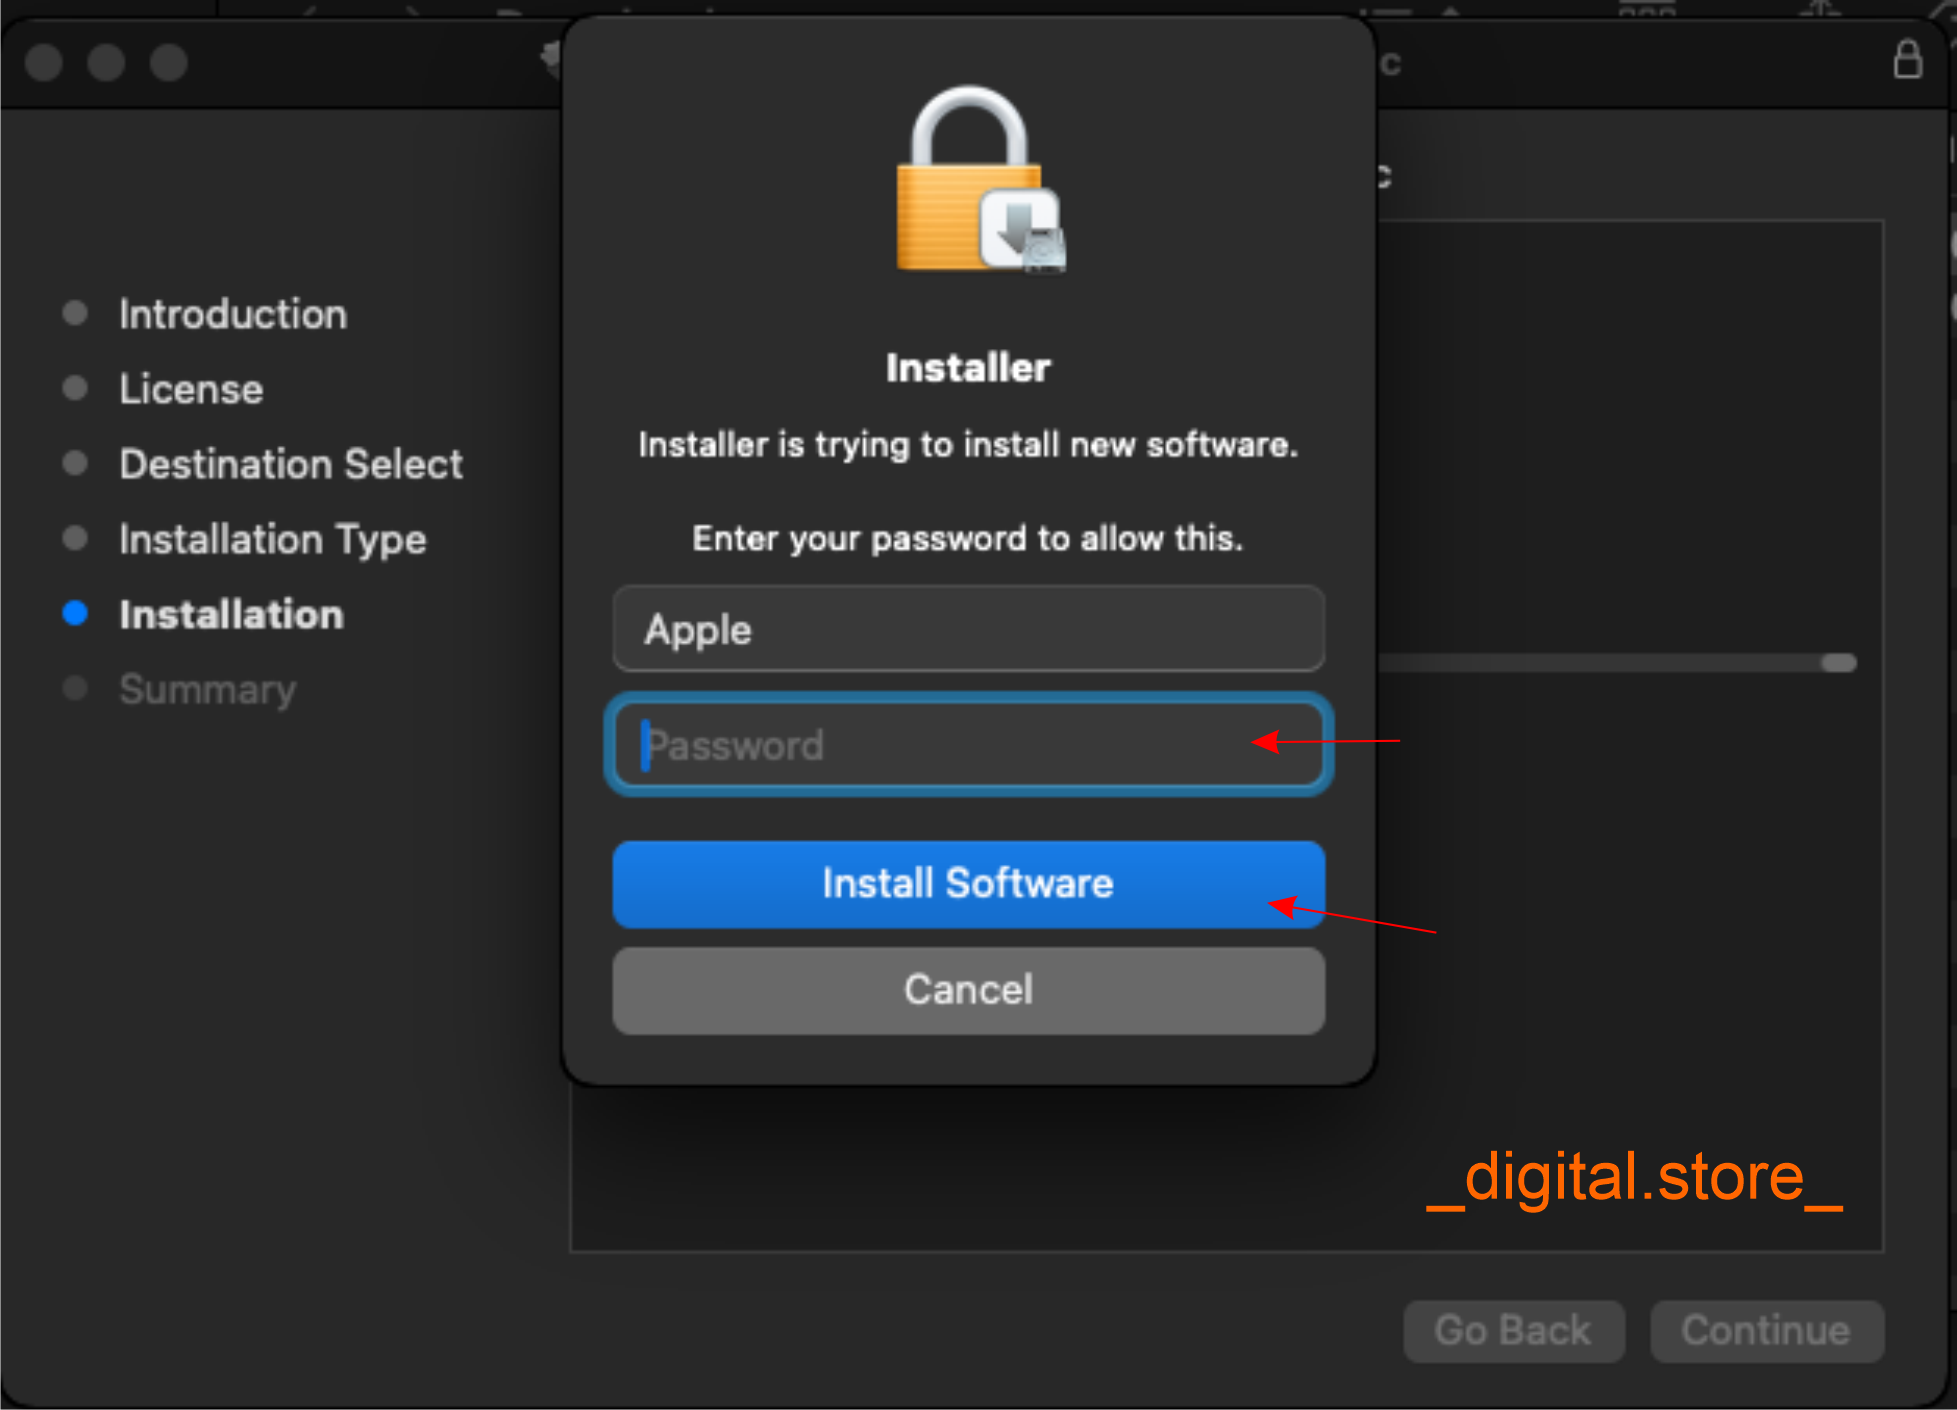 Introduction
License
Destination Select
Installation Type
Installation
Summary
Installer
Installer is trying to install new software.
Enter your password to allow this.
Apple
Password
Install Software
Cancel
_digital.store_
Go Back
Continue